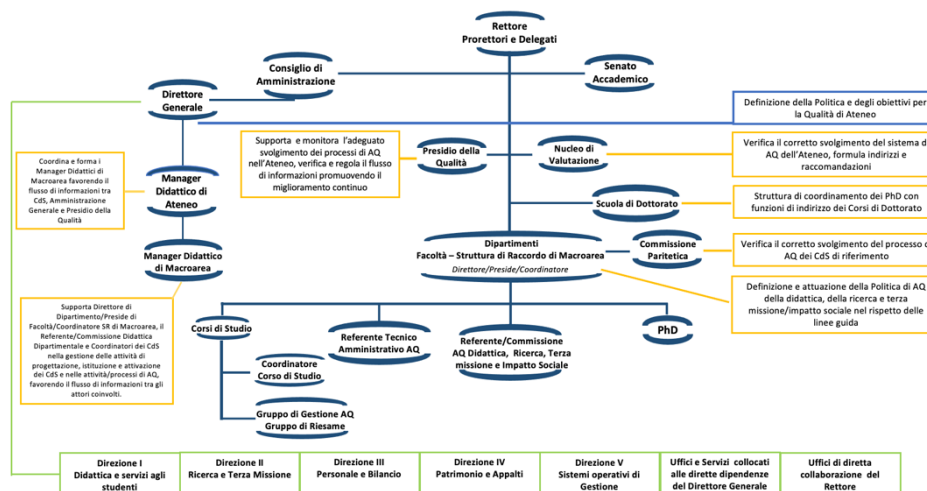 Rettore
Prorettori e Delegati
Consiglio di
Amministrazione
Senato
Accademico
Direttore
Generale
Definizione della Politica e degli obiettivi per
la Qualità di Ateneo
Supporta e monitora l'adeguato
svolgimento dei processi di AQ
nell'Ateneo, verifica e regola il flusso
di informazioni promuovendo il
miglioramento continuo
Presidio della
Qualità
Nucleo di
Valutazione
Verifica il corretto svolgimento del sistema d
AQ dell'Ateneo, formula indirizzi e
raccomandazioni
Coordina e forma i
Manager Didattici di
Macroarea favorendo il
flusso di informazioni tra
CdS, Amministrazione
Generale e Presidio della
Qualità
Manager
Didattico di
Ateneo
Scuola di Dottorato
Struttura di coordinamento dei PhD con
funzioni di indirizzo dei Corsi di Dottorato
Manager Didattico
di Macroarea
Dipartimenti
Facoltà – Struttura di Raccordo di Macroarea
Direttore/Preside/Coordinatore
Commissione
Paritetica
Verifica il corretto svolgimento del processo d
AQ dei CdS di riferimento
Definizione e attuazione della Politica di AQ
della didattica, della ricerca e terza
missione/impatto sociale nel rispetto delle
linee guida
Supporta Direttore di
Dipartimento/Preside di
Facoltà/Coordinatore SR di Macroarea, il
Referente/Commissione Didattica
Dipartimentale e Coordinatori dei CdS
nella gestione delle attività di
progettazione, istituzione e attivazione
dei CdS e nelle attività/processi di AQ,
favorendo il flusso di informazioni tra gli
attori coinvolti.
Corsi di Studio
Referente Tecnico
Amministrativo AQ
Referente/Commissione
AQ Didattica, Ricerca, Terza
missione e Impatto Sociale
PhD
Coordinatore
Corso di Studio
Gruppo di Gestione AQ
Gruppo di Riesame
Direzione I
Didattica e servizi agli
studenti
Direzione II
Ricerca e Terza Missione
Direzione III
Personale e Bilancio
Direzione IV
Patrimonio e Appalti
Direzione V
Sistemi operativi di
Gestione
Uffici e Servizi collocati
alle dirette dipendenze
del Direttore Generale
Uffici di diretta
collaborazione del
Rettore